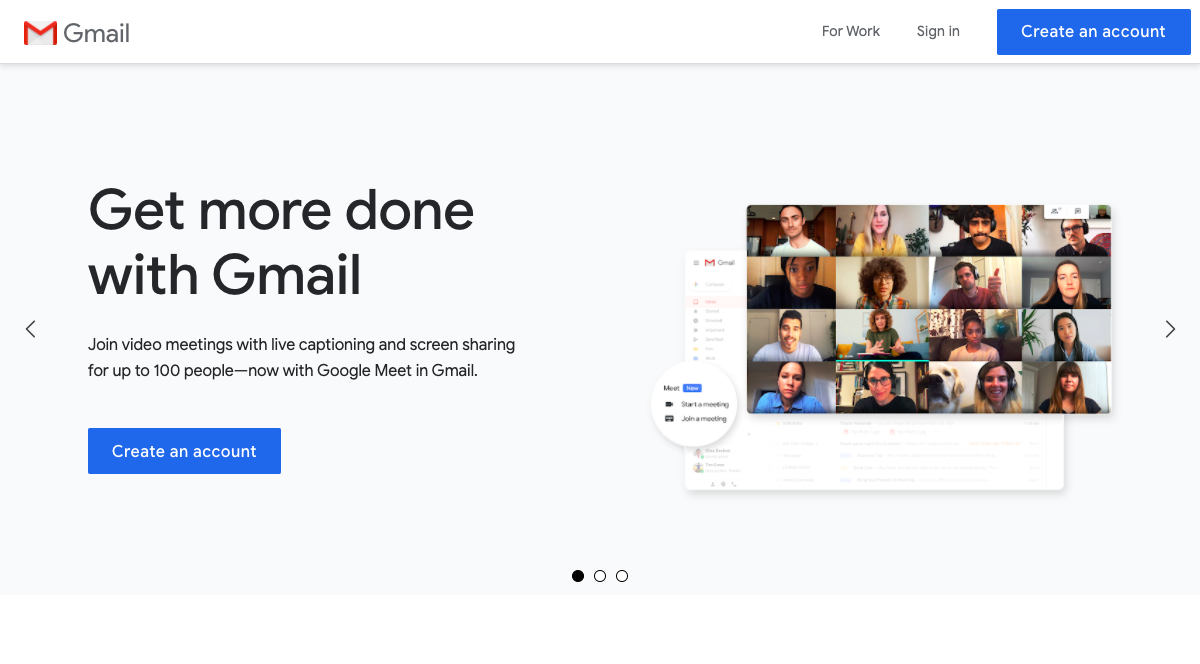 Gmail
For Work
Sign in
Create an account
Get more done
with Gmail
Join video meetings with live captioning and screen sharing
for up to 100 people—now with Google Meet in Gmail.
Create an account
Gmail
Compose
Meet New
Start a meeting
Join a meeting